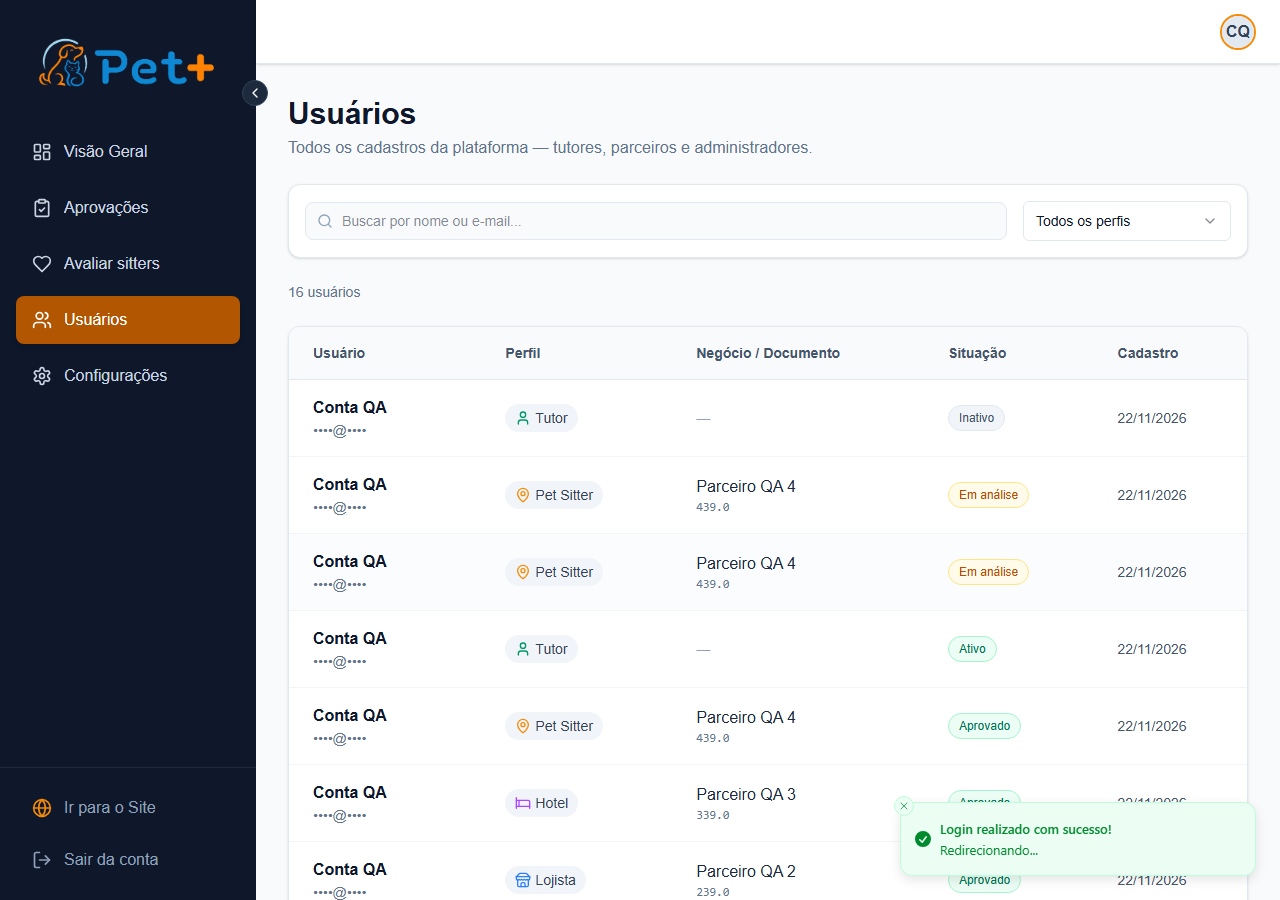 Pet+
CQ
Visão Geral
Aprovações
Avaliar sitters
Usuários
Configurações
Ir para o Site
Sair da conta
Usuários
Todos os cadastros da plataforma — tutores, parceiros e administradores.
Buscar por nome ou e-mail...
Todos os perfis
16 usuários
Usuário Perfil Negócio / Documento Situação Cadastro
Conta QA
••••@••••
Tutor
—
Inativo
22/11/2026
Conta QA
••••@••••
Pet Sitter
Parceiro QA 4
439.0
Em análise
22/11/2026
Conta QA
••••@••••
Pet Sitter
Parceiro QA 4
439.0
Em análise
22/11/2026
Conta QA
••••@••••
Tutor
—
Ativo
22/11/2026
Conta QA
••••@••••
Pet Sitter
Parceiro QA 4
439.0
Aprovado
22/11/2026
Conta QA
••••@••••
Hotel
Parceiro QA 3
339.0
Aprovado
22/11/2026
Conta QA
••••@••••
Lojista
Parceiro QA 2
239.0
Aprovado
22/11/2026
Login realizado com sucesso!
Redirecionando...